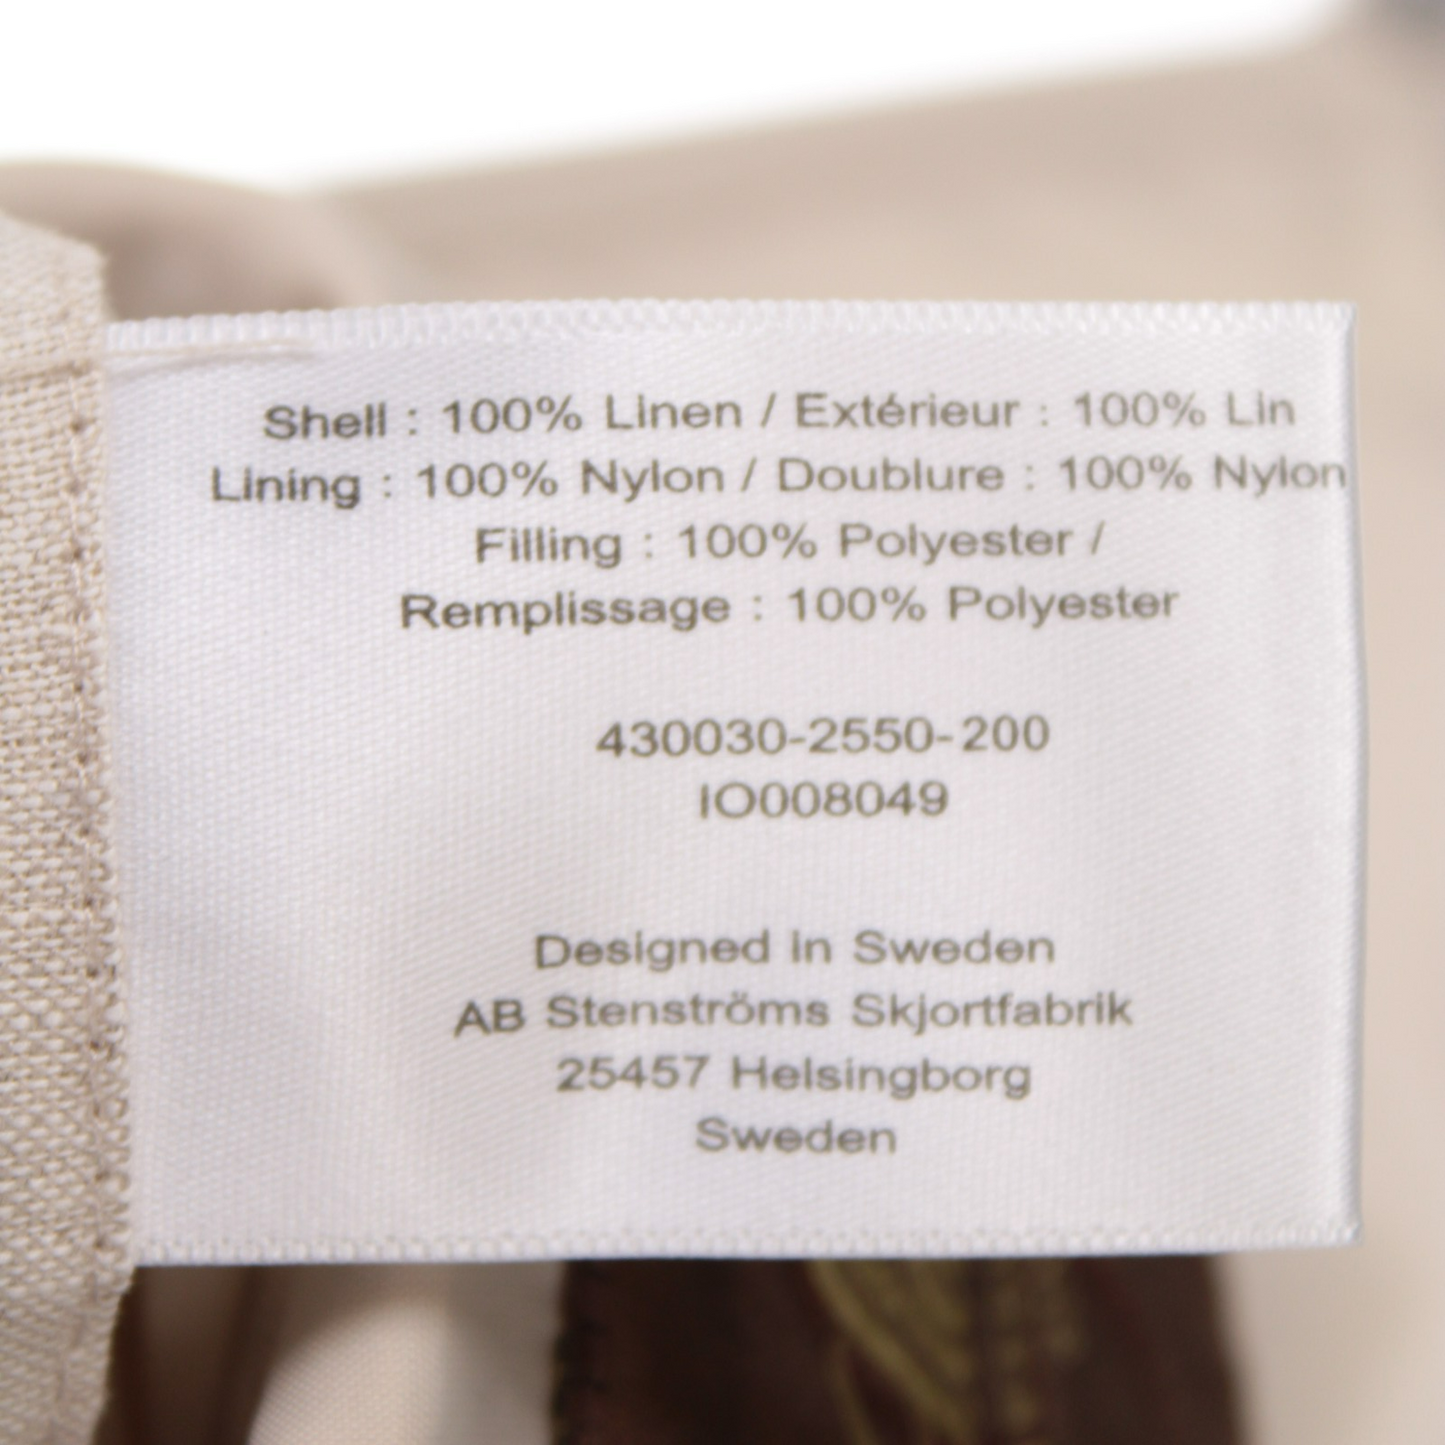 Shell : 100% Linen / Extérieur : 100% Lin
Lining : 100% Nylon / Doublure : 100% Nylon
Filling : 100% Polyester /
Remplissage : 100% Polyester
430030-2550-200
IO008049
Designed in Sweden
AB Stenströms Skjortfabrik
25457 Helsingborg
Sweden